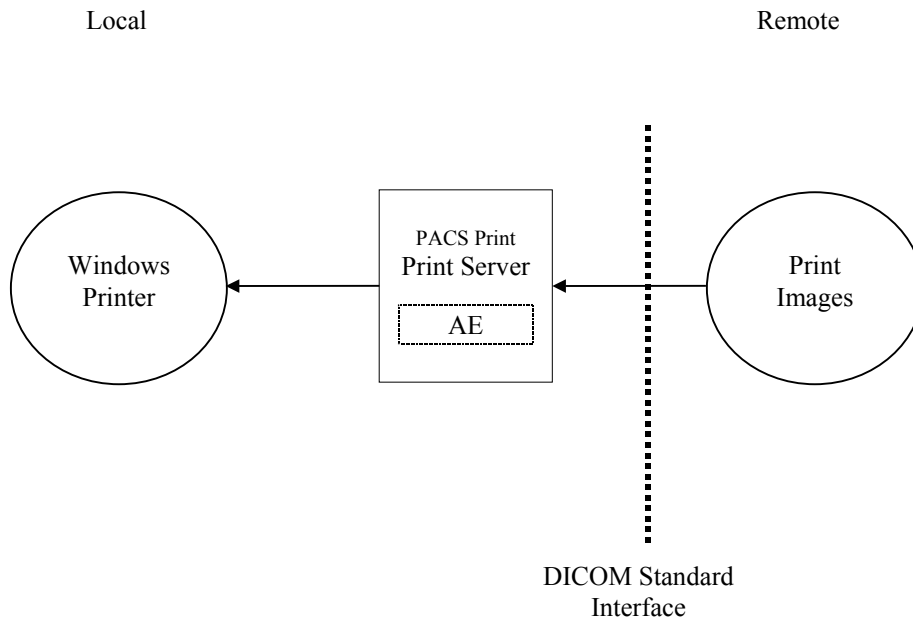 Local
Remote
Windows
Printer
PACS Print
Print Server
AE
Print
Images
DICOM Standard
Interface